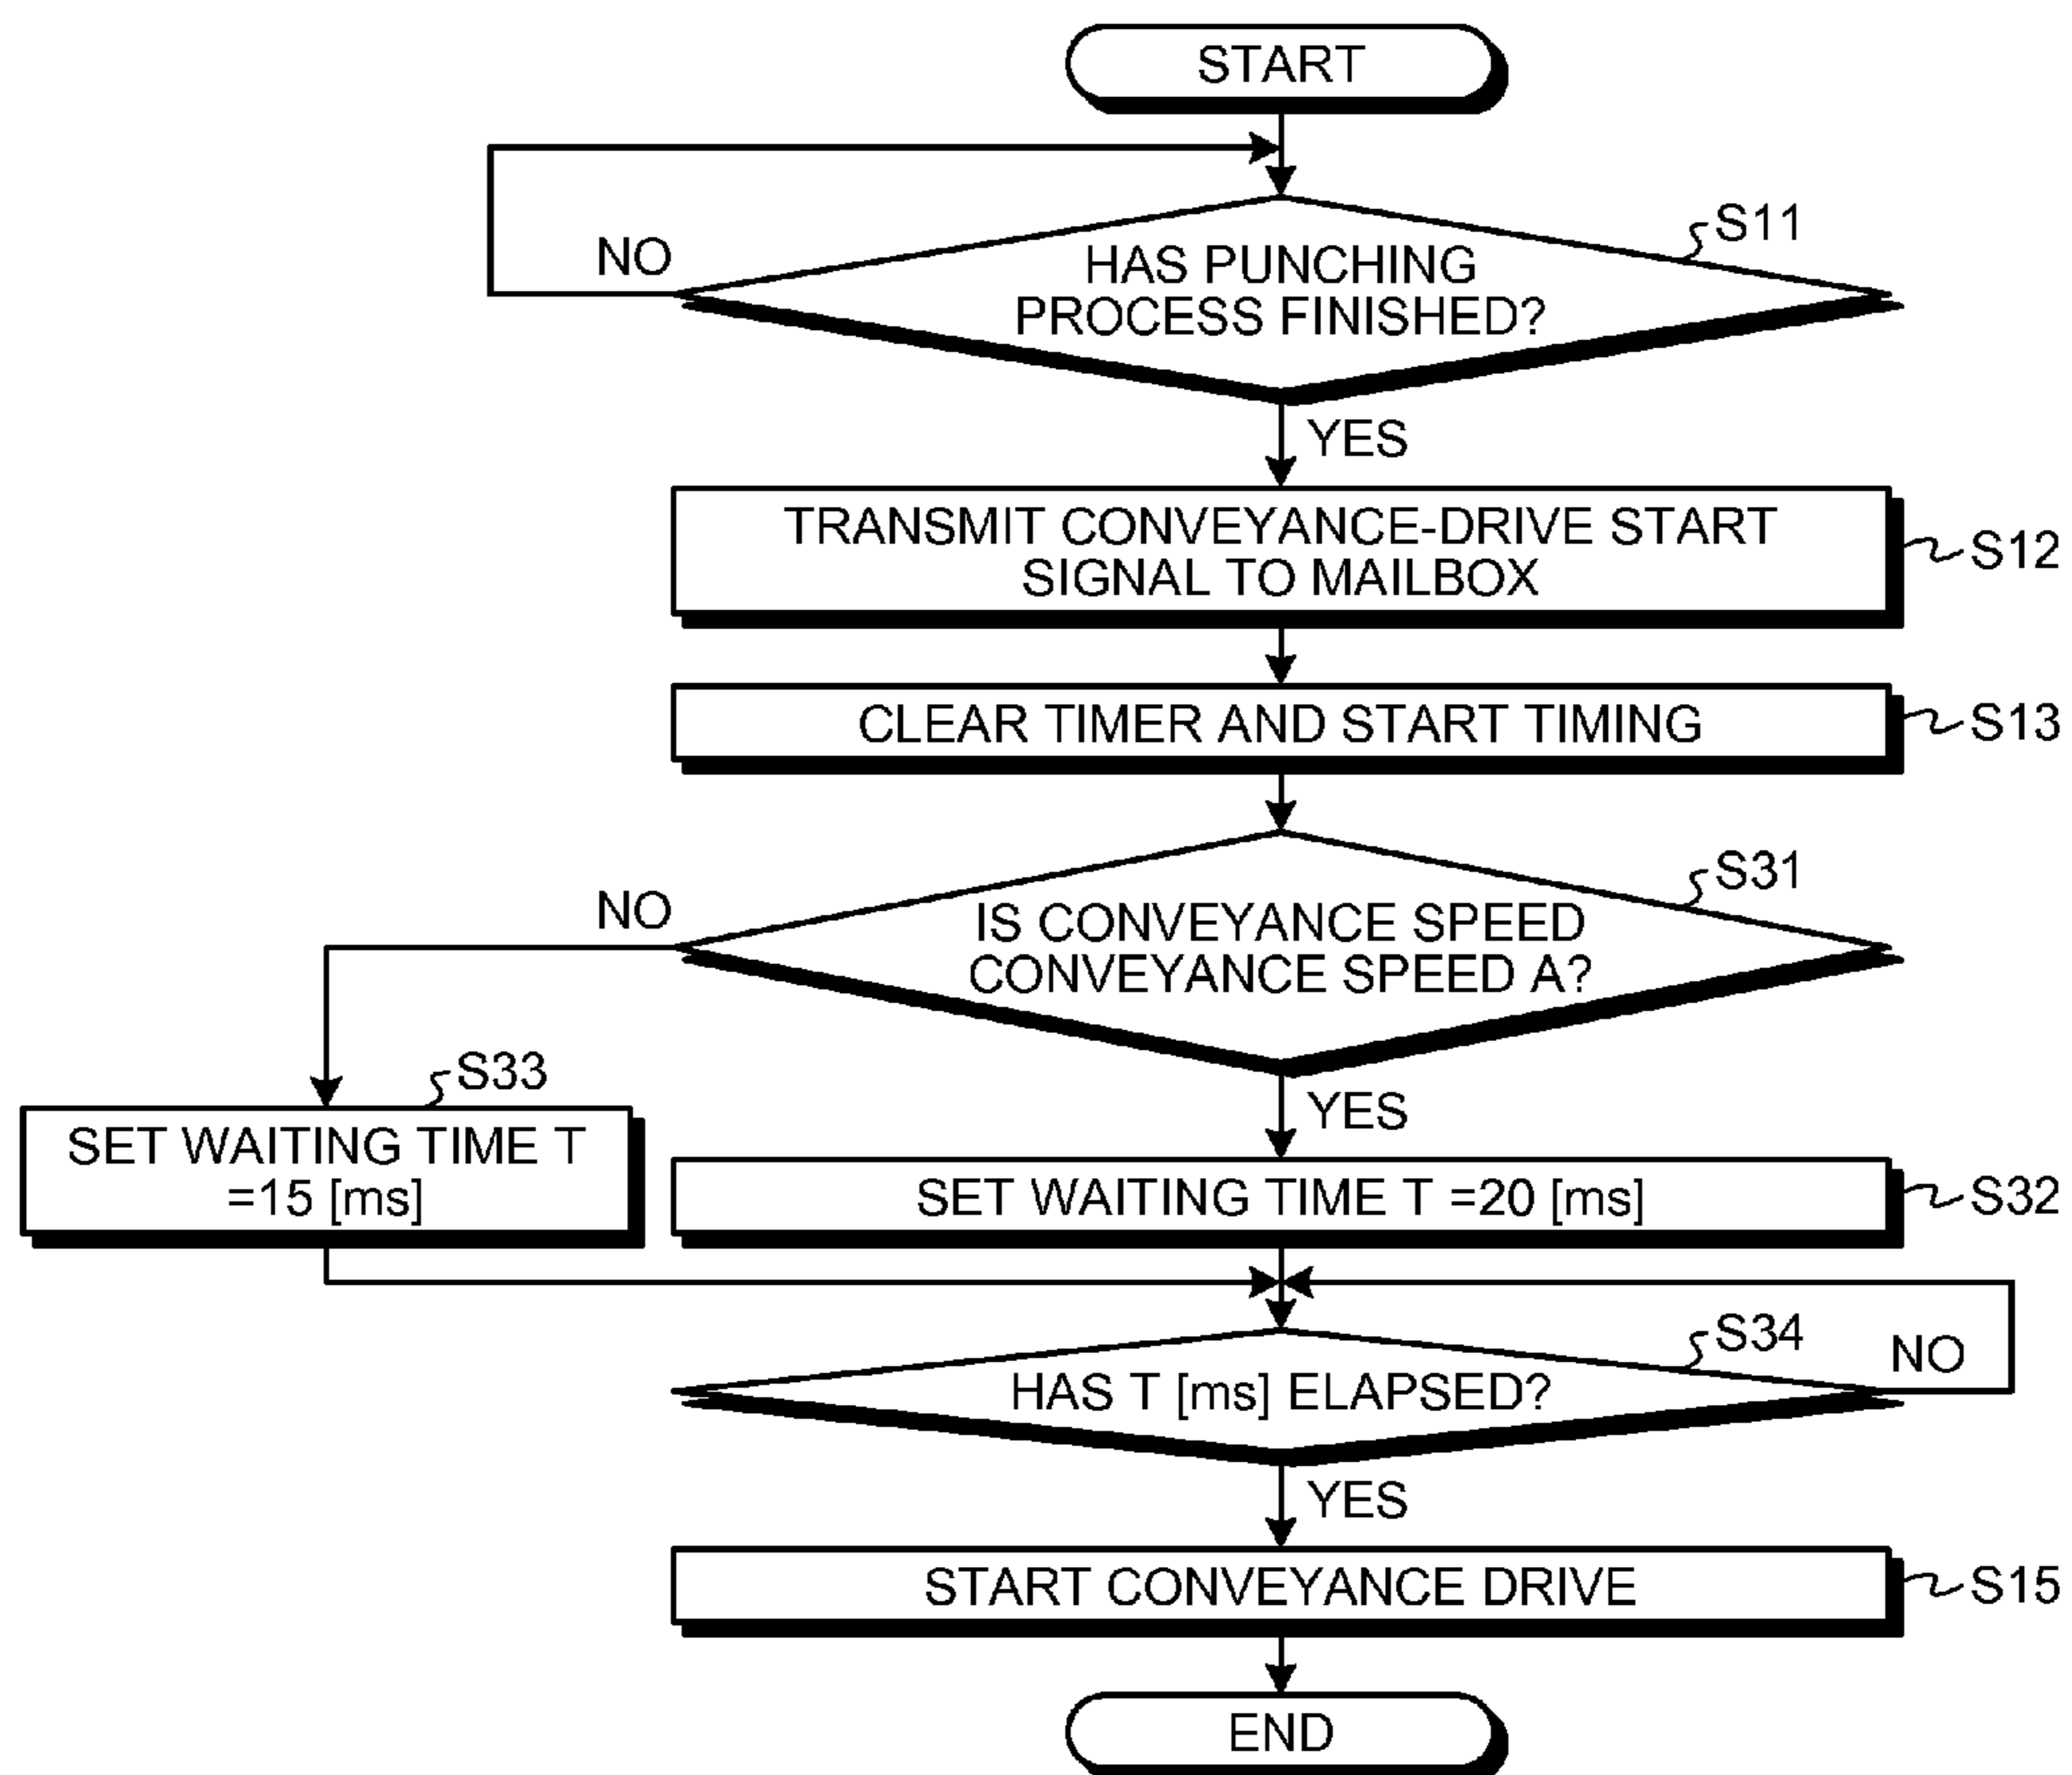 START
NO
S11
HAS PUNCHING
PROCESS FINISHED?
YES
TRANSMIT CONVEYANCE-DRIVE START
SIGNAL TO MAILBOX
S12
CLEAR TIMER AND START TIMING
S13
NO
S31
IS CONVEYANCE SPEED
CONVEYANCE SPEED A?
S33
YES
SET WAITING TIME T
=15 [ms]
SET WAITING TIME T =20 [ms]
S32
S34
NO
HAS T [ms] ELAPSED?
YES
START CONVEYANCE DRIVE
S15
END